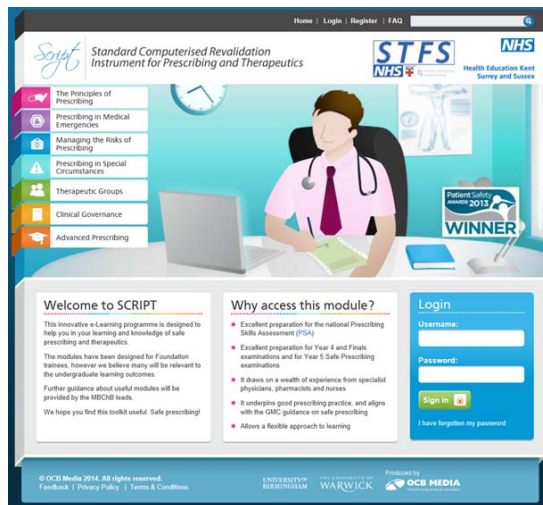 Home | Login | Register | FAQ
Script
Standard Computerised Revalidation
Instrument for Prescribing and Therapeutics
STFS
NHS
NHS
Health Education Kent
Surrey and Sussex
The Principles of
Prescribing
Prescribing in Medical
Emergencies
Managing the Risks of
Prescribing
Prescribing in Special
Circumstances
Therapeutic Groups
Clinical Governance
Advanced Prescribing
Patient Safety
AWARDS 2013
WINNER
Welcome to SCRIPT
This innovative e-Learning programme is designed to
help you in your learning and knowledge of safe
prescribing and therapeutics.
The modules have been designed for Foundation
trainees, however we believe many will be relevant to
the undergraduate learning outcomes.
Further guidance about useful modules will be
provided by the MBChB leads.
We hope you find this toolkit useful. Safe prescribing!
Why access this module?
Excellent preparation for the national Prescribing
Skills Assessment (PSA)
Excellent preparation for Year 4 and Finals
examinations and for Year 5 Safe Prescribing
examinations
It draws on a wealth of experience from specialist
physicians, pharmacists and nurses
It underpins good prescribing practice, and aligns
with the GMC guidance on safe prescribing
Allows a flexible approach to learning
Login
Username:
Password:
Sign in
I have forgotten my password
© OCB Media 2014. All rights reserved.
Feedback | Privacy Policy | Terms & Conditions
UNIVERSITY OF
BIRMINGHAM
THE UNIVERSITY OF
WARWICK
Produced by
OCB MEDIA